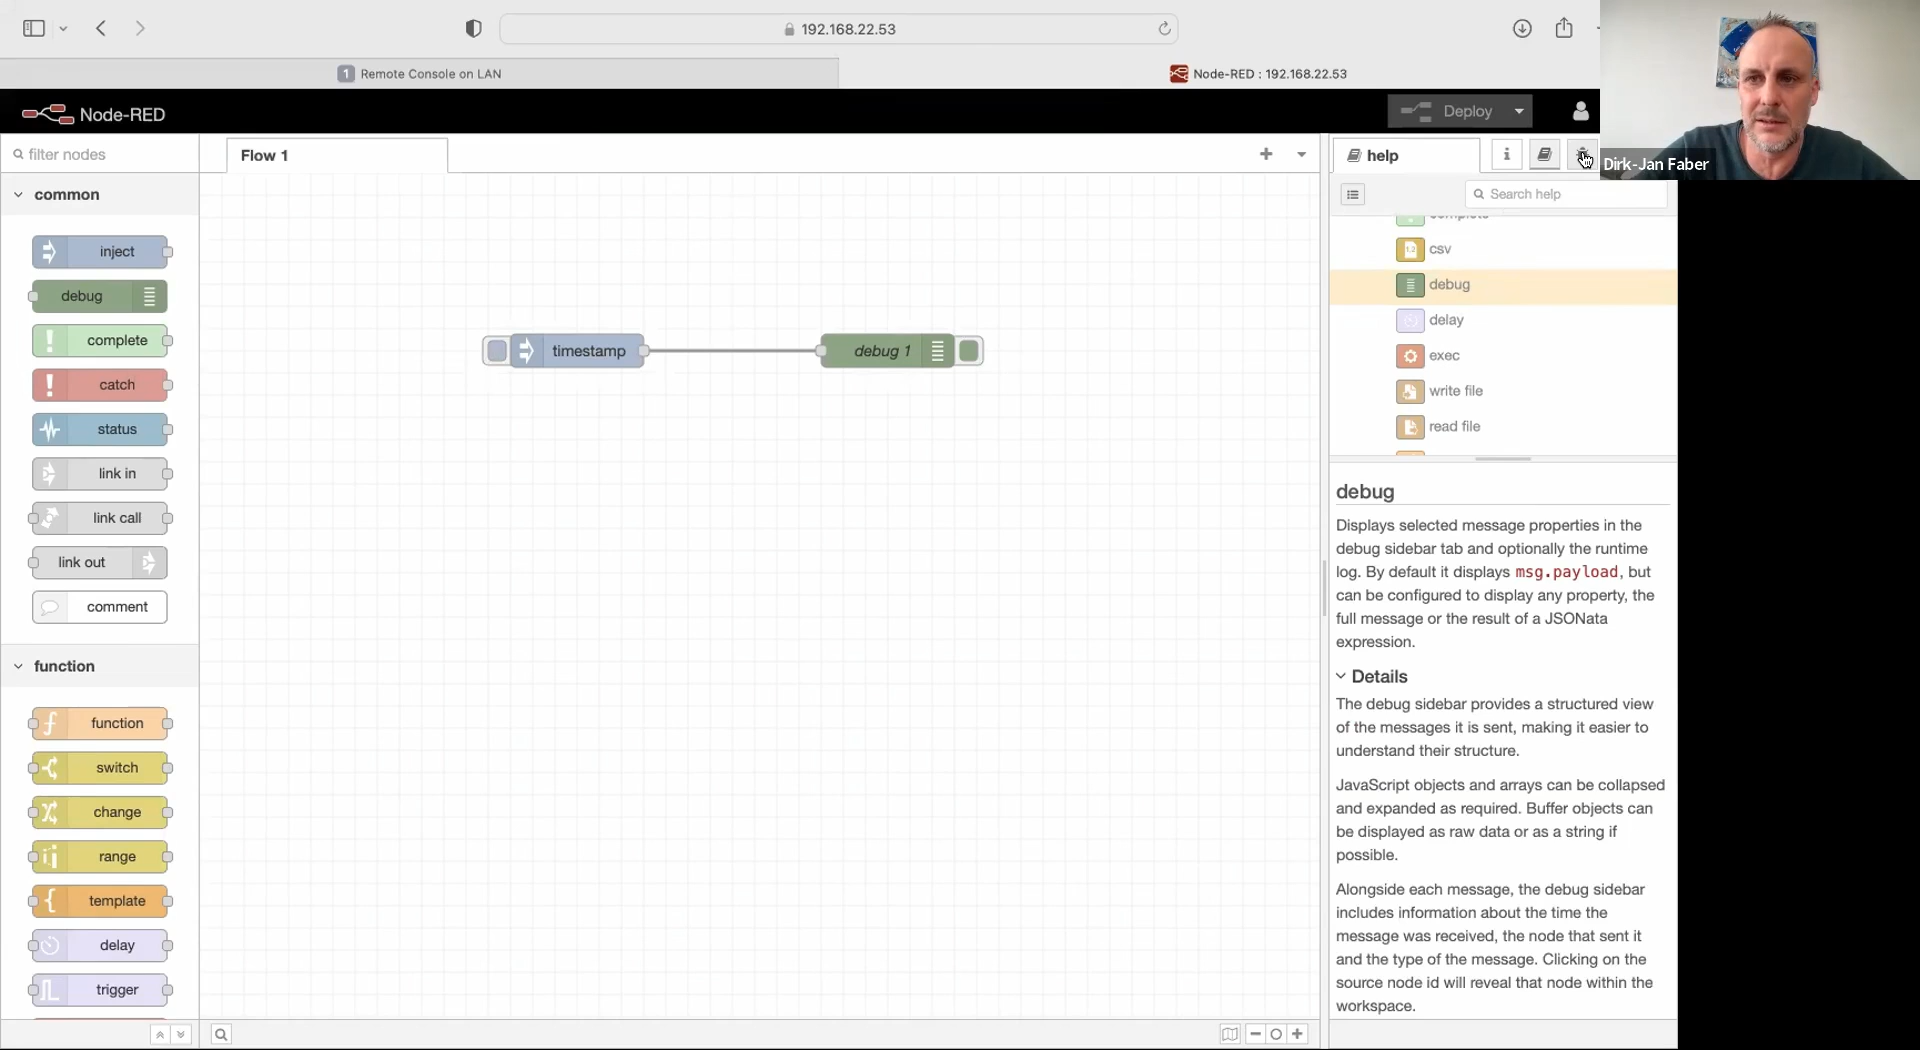 192.168.22.53
1 Remote Console on LAN
Node-RED : 192.168.22.53
Node-RED
Deploy
Dirk-Jan Faber
filter nodes
Flow 1
help
i
Search help
common
inject
debug
complete
catch
status
link in
link call
link out
comment
function
function
switch
change
range
template
delay
trigger
timestamp
debug 1
complete
csv
debug
delay
exec
write file
read file
debug
Displays selected message properties in the
debug sidebar tab and optionally the runtime
log. By default it displays msg.payload, but
can be configured to display any property, the
full message or the result of a JSONata
expression.
Details
The debug sidebar provides a structured view
of the messages it is sent, making it easier to
understand their structure.
JavaScript objects and arrays can be collapsed
and expanded as required. Buffer objects can
be displayed as raw data or as a string if
possible.
Alongside each message, the debug sidebar
includes information about the time the
message was received, the node that sent it
and the type of the message. Clicking on the
source node id will reveal that node within the
workspace.